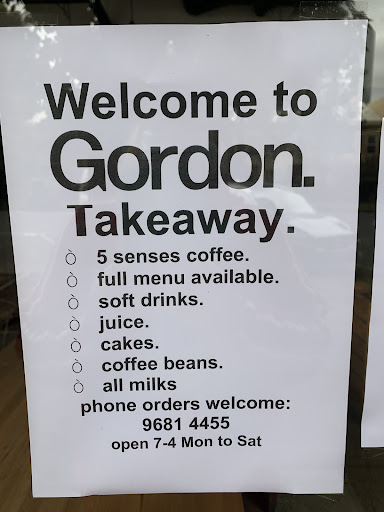 Welcome to
Gordon.
Takeaway.
Ò 5 senses coffee.
Ò full menu available.
Ò soft drinks.
Ò juice.
Ò cakes.
Ò coffee beans.
Ò all milks
phone orders welcome:
9681 4455
open 7-4 Mon to Sat